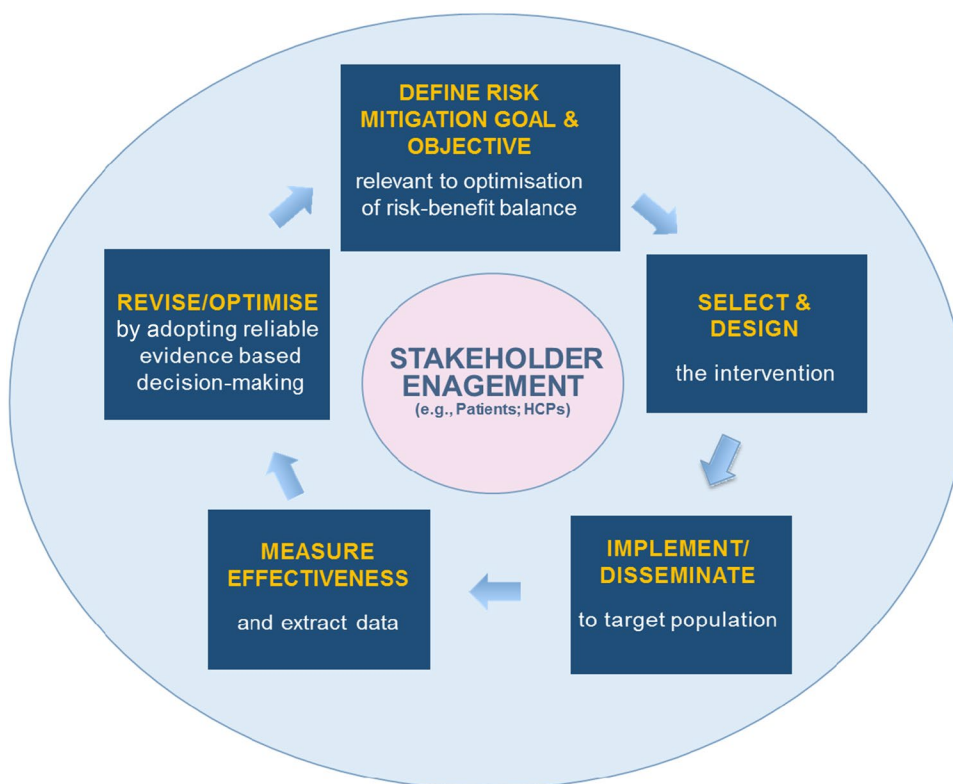 DEFINE RISK
MITIGATION GOAL &
OBJECTIVE
relevant to optimisation
of risk-benefit balance
SELECT &
DESIGN
the intervention
IMPLEMENT/
DISSEMINATE
to target population
MEASURE
EFFECTIVENESS
and extract data
REVISE/OPTIMISE
by adopting reliable
evidence based
decision-making
STAKEHOLDER
ENAGEMENT
(e.g., Patients; HCPs)